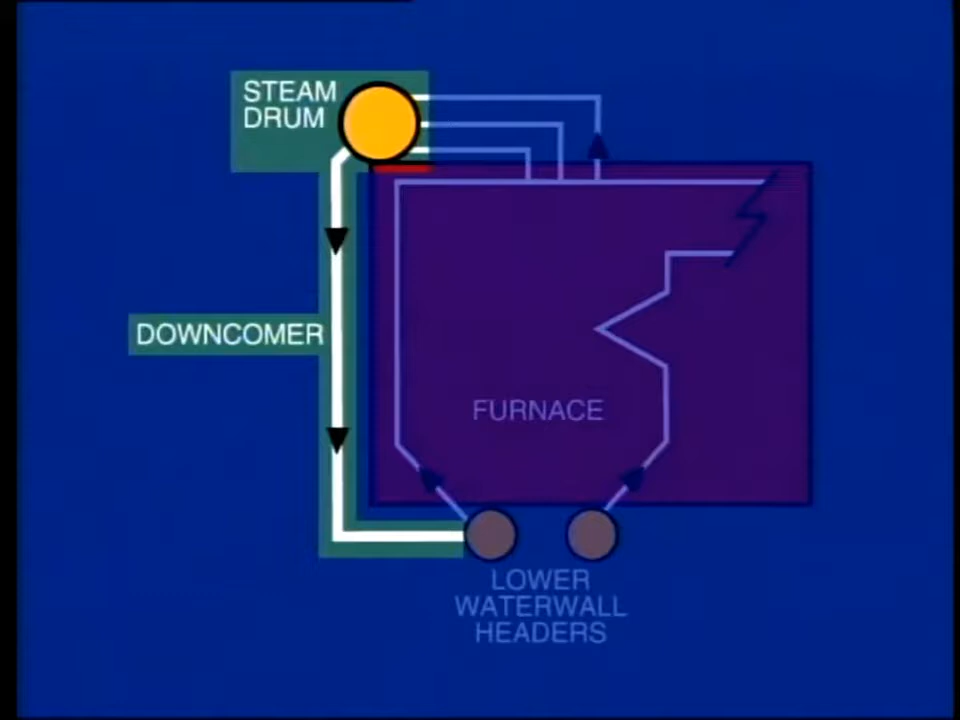 STEAM
DRUM
DOWNCOMER
FURNACE
LOWER
WATERWALL
HEADERS